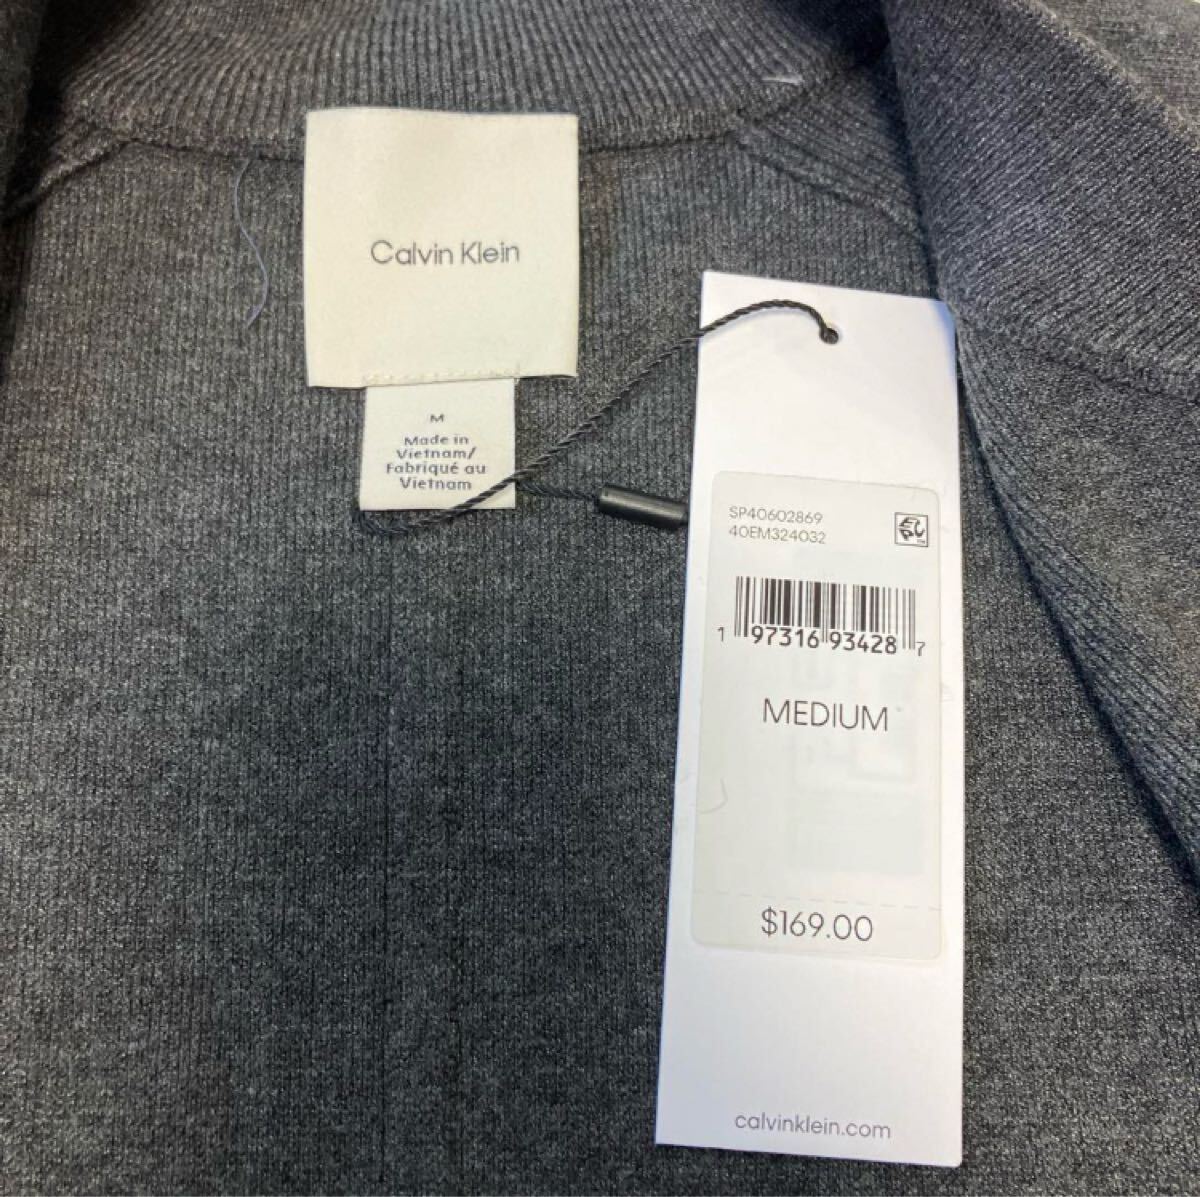 Calvin Klein
M
Made in
Vietnam/
Fabriqué au
Vietnam
SP40602869
40EM324032
1 97316 93428 7
MEDIUM
$169.00
calvinklein.com